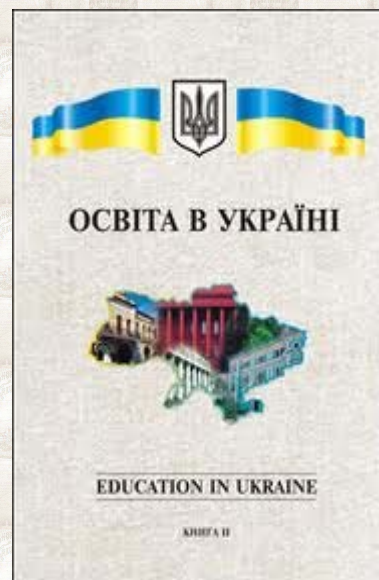 ОСВІТА В УКРАЇНІ
EDUCATION IN UKRAINE
КНИГА II